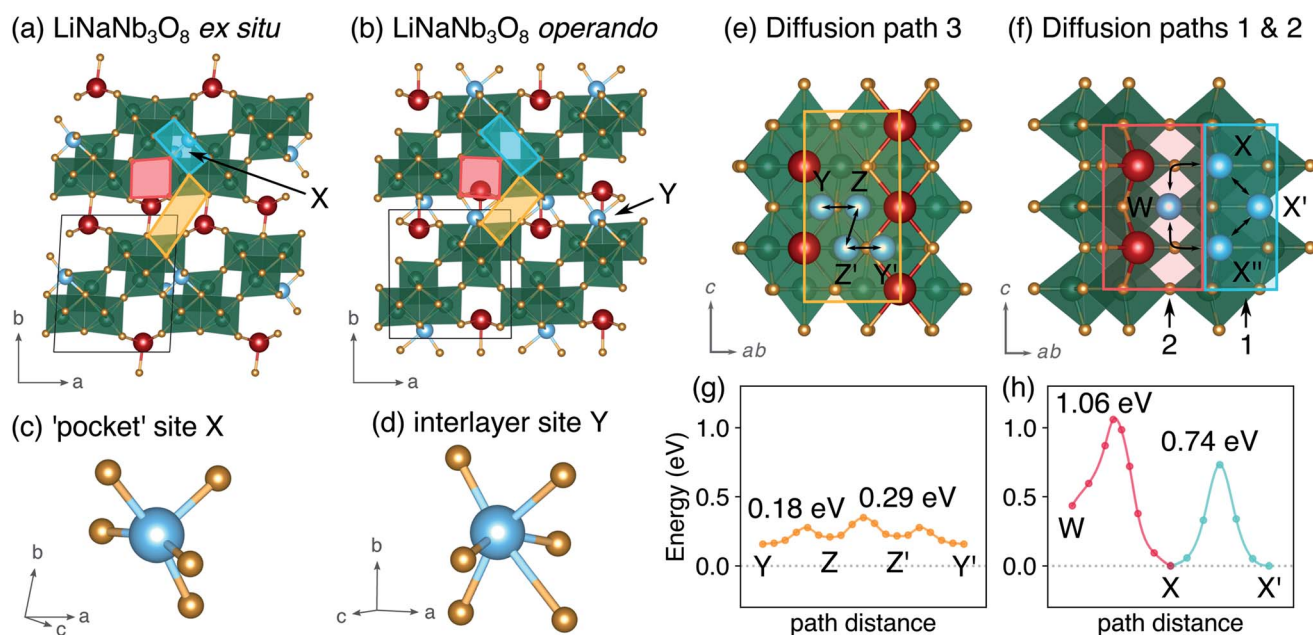 (a) LiNaNb₃O₈ ex situ
(b) LiNaNb₃O₈ operando
(e) Diffusion path 3
(f) Diffusion paths 1 & 2
X
Y
b
a
b
a
Y
Z
Z'
Y'
c
ab
X
W
X'
X''
c
ab
2
1
(c) 'pocket' site X
b
a
c
(d) interlayer site Y
b
c
a
(g)
Energy (eV)
1.0
0.5
0.0
0.18 eV
0.29 eV
Y
Z
Z'
Y'
path distance
(h)
1.06 eV
0.74 eV
1.0
0.5
0.0
W
X
X'
path distance